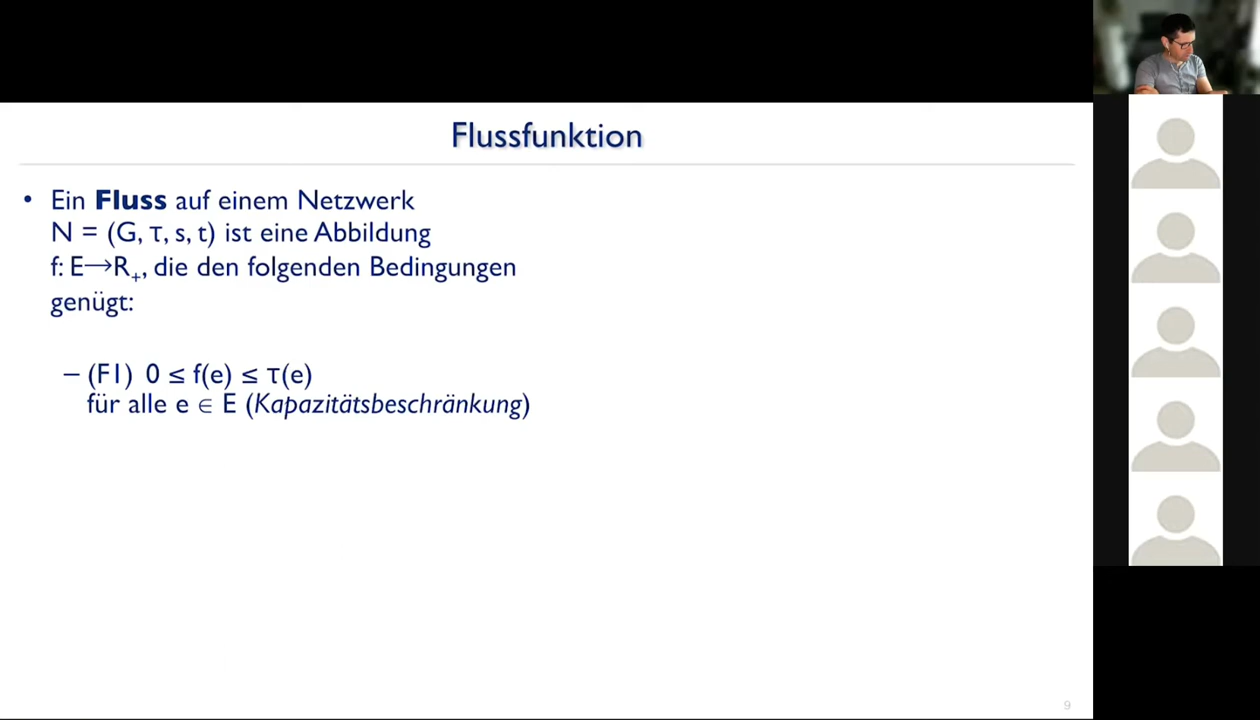 Flussfunktion
• Ein Fluss auf einem Netzwerk
N = (G, τ, s, t) ist eine Abbildung
f: E→R₊, die den folgenden Bedingungen
genügt:
– (F1) 0 ≤ f(e) ≤ τ(e)
für alle e ∈ E (Kapazitätsbeschränkung)
9